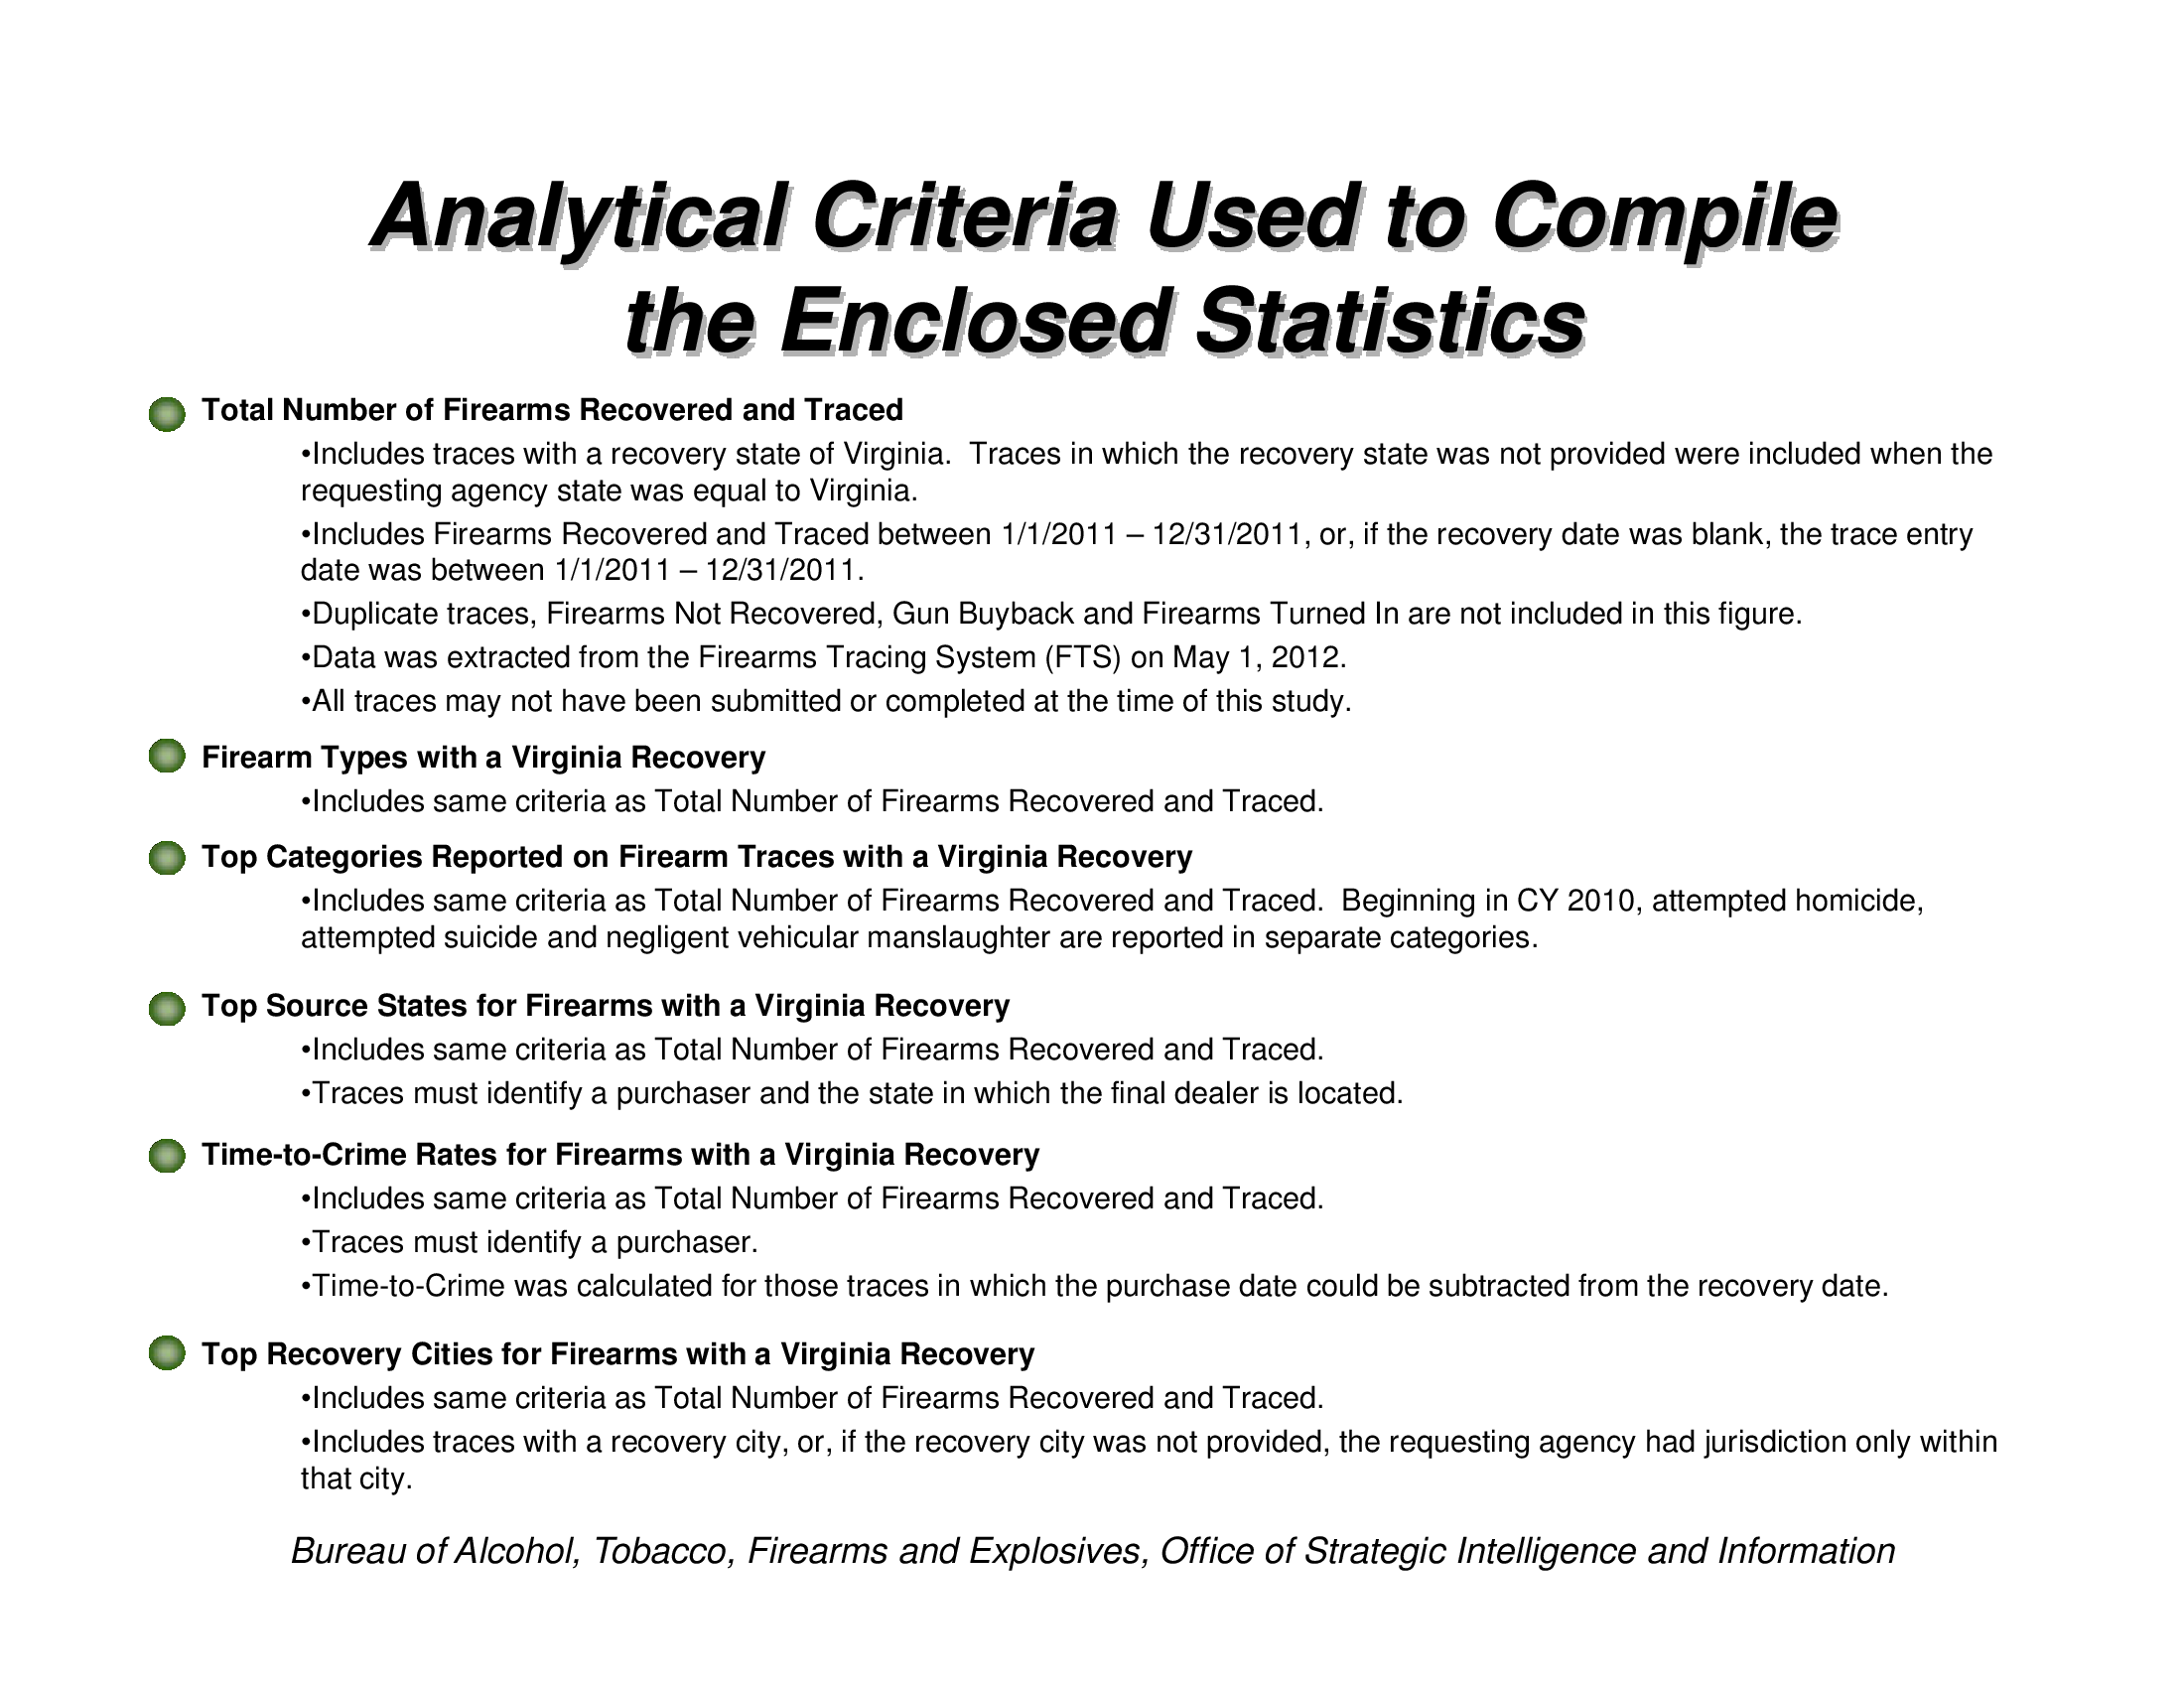 Analytical Criteria Used to Compile
the Enclosed Statistics
Total Number of Firearms Recovered and Traced
•Includes traces with a recovery state of Virginia.  Traces in which the recovery state was not provided were included when the
requesting agency state was equal to Virginia.
•Includes Firearms Recovered and Traced between 1/1/2011 – 12/31/2011, or, if the recovery date was blank, the trace entry
date was between 1/1/2011 – 12/31/2011.
•Duplicate traces, Firearms Not Recovered, Gun Buyback and Firearms Turned In are not included in this figure.
•Data was extracted from the Firearms Tracing System (FTS) on May 1, 2012.
•All traces may not have been submitted or completed at the time of this study.
Firearm Types with a Virginia Recovery
•Includes same criteria as Total Number of Firearms Recovered and Traced.
Top Categories Reported on Firearm Traces with a Virginia Recovery
•Includes same criteria as Total Number of Firearms Recovered and Traced.  Beginning in CY 2010, attempted homicide,
attempted suicide and negligent vehicular manslaughter are reported in separate categories.
Top Source States for Firearms with a Virginia Recovery
•Includes same criteria as Total Number of Firearms Recovered and Traced.
•Traces must identify a purchaser and the state in which the final dealer is located.
Time-to-Crime Rates for Firearms with a Virginia Recovery
•Includes same criteria as Total Number of Firearms Recovered and Traced.
•Traces must identify a purchaser.
•Time-to-Crime was calculated for those traces in which the purchase date could be subtracted from the recovery date.
Top Recovery Cities for Firearms with a Virginia Recovery
•Includes same criteria as Total Number of Firearms Recovered and Traced.
•Includes traces with a recovery city, or, if the recovery city was not provided, the requesting agency had jurisdiction only within
that city.
Bureau of Alcohol, Tobacco, Firearms and Explosives, Office of Strategic Intelligence and Information